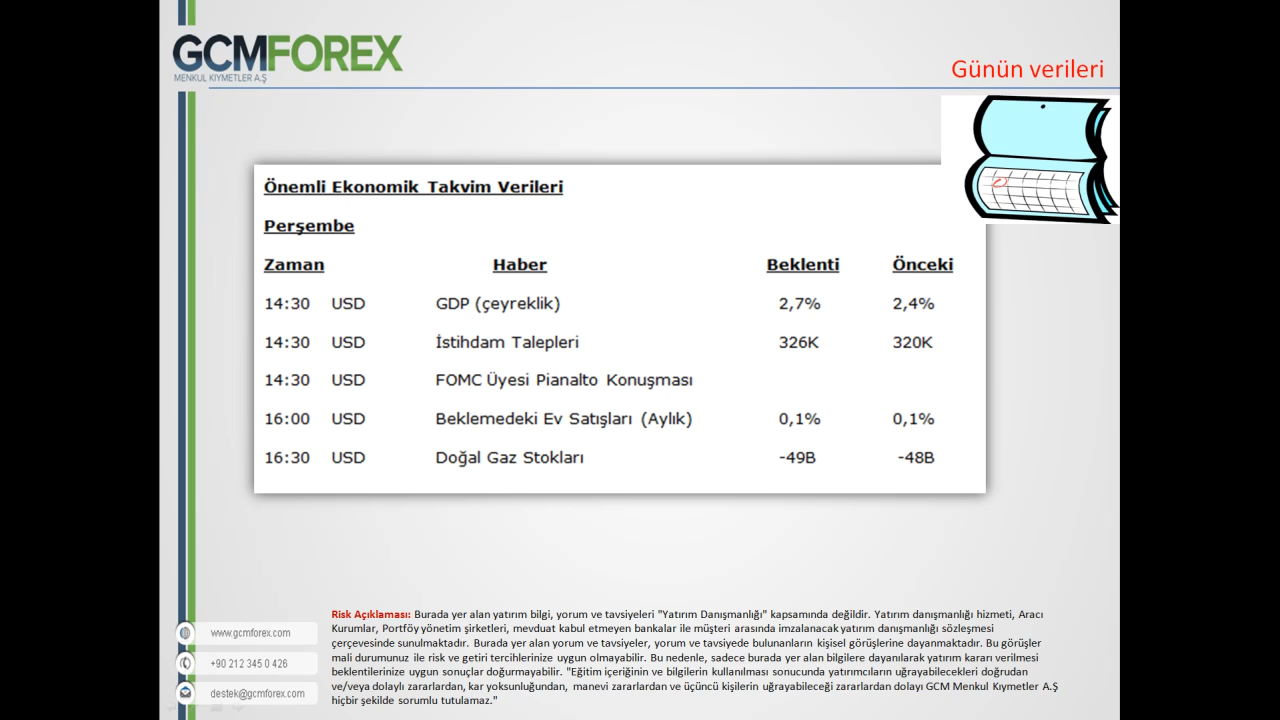 GCMFOREX
MENKUL KIYMETLER A.Ş
Günün verileri
Önemli Ekonomik Takvim Verileri
Perşembe
Zaman Haber Beklenti Önceki
14:30 USD GDP (çeyreklik) 2,7% 2,4%
14:30 USD İstihdam Talepleri 326K 320K
14:30 USD FOMC Üyesi Pianalto Konuşması
16:00 USD Beklemedeki Ev Satışları (Aylık) 0,1% 0,1%
16:30 USD Doğal Gaz Stokları -49B -48B
Risk Açıklaması: Burada yer alan yatırım bilgi, yorum ve tavsiyeleri "Yatırım Danışmanlığı" kapsamında değildir. Yatırım danışmanlığı hizmeti, Aracı
Kurumlar, Portföy yönetim şirketleri, mevduat kabul etmeyen bankalar ile müşteri arasında imzalanacak yatırım danışmanlığı sözleşmesi
çerçevesinde sunulmaktadır. Burada yer alan yorum ve tavsiyeler, yorum ve tavsiyede bulunanların kişisel görüşlerine dayanmaktadır. Bu görüşler
mali durumunuz ile risk ve getiri tercihlerinize uygun olmayabilir. Bu nedenle, sadece burada yer alan bilgilere dayanılarak yatırım kararı verilmesi
beklentilerinize uygun sonuçlar doğurmayabilir. "Eğitim içeriğinin ve bilgilerin kullanılması sonucunda yatırımcıların uğrayabilecekleri doğrudan
ve/veya dolaylı zararlardan, kar yoksunluğundan, manevi zararlardan ve üçüncü kişilerin uğrayabileceği zararlardan dolayı GCM Menkul Kıymetler A.Ş
hiçbir şekilde sorumlu tutulamaz."
www.gcmforex.com
+90 212 345 0 426
destek@gcmforex.com